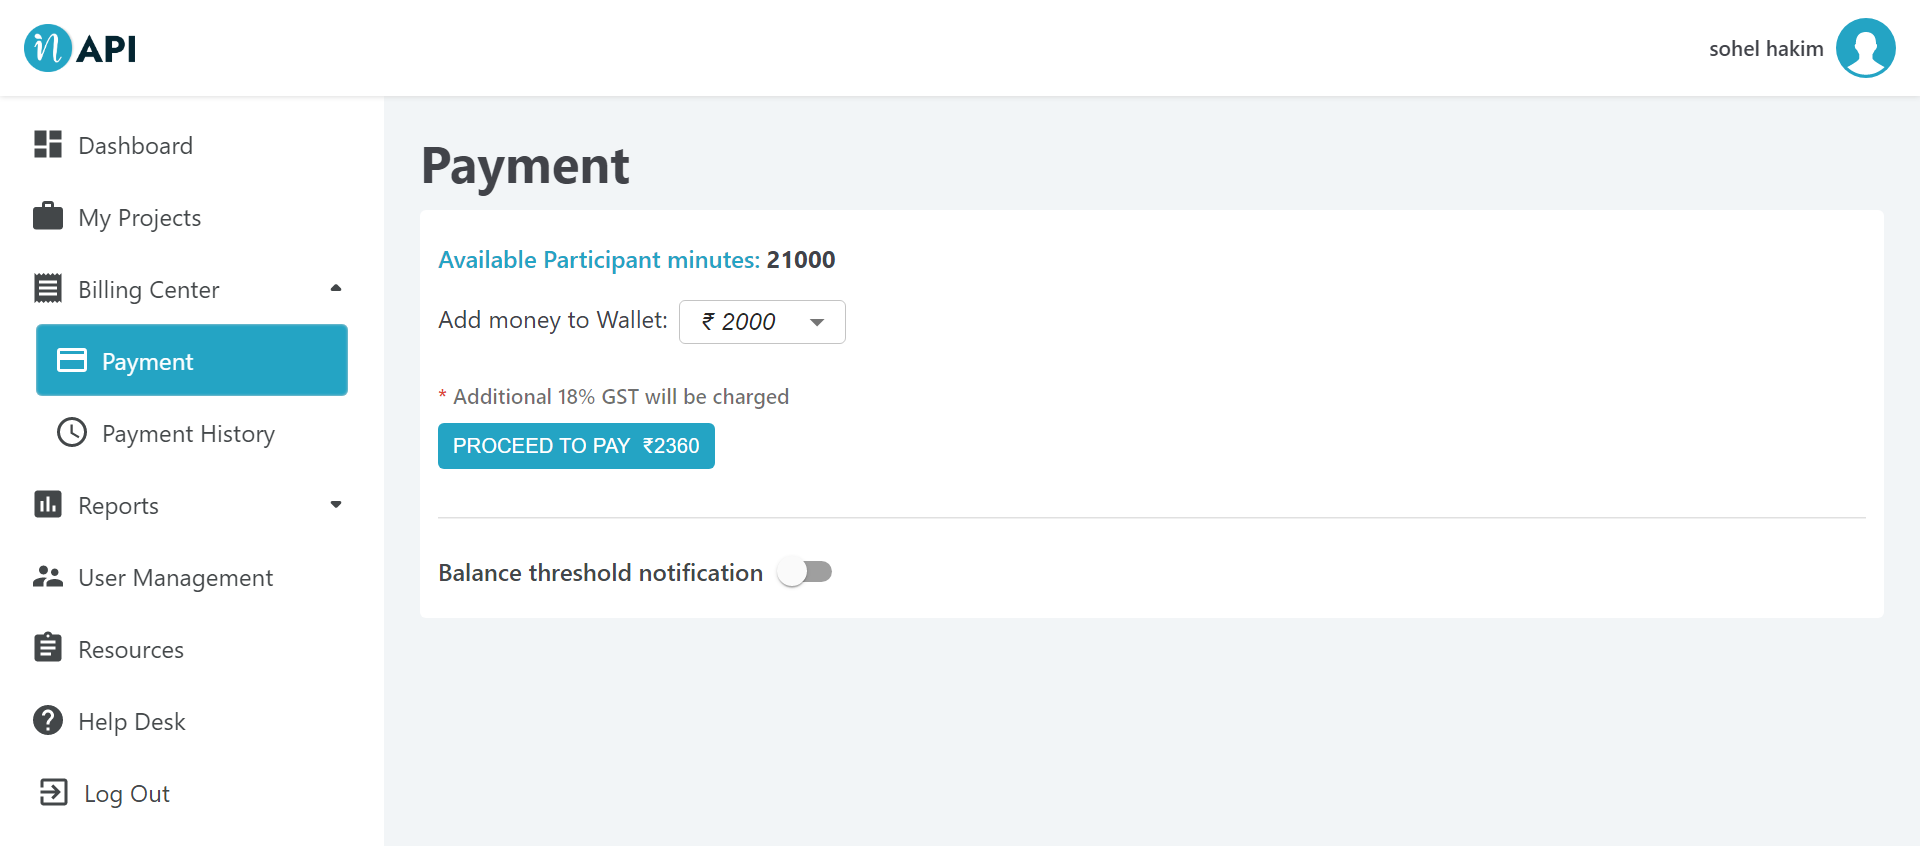 n API
sohel hakim
Dashboard
My Projects
Billing Center
Payment
Payment History
Reports
User Management
Resources
Help Desk
Log Out
Payment
Available Participant minutes: 21000
Add money to Wallet: ₹ 2000
* Additional 18% GST will be charged
PROCEED TO PAY ₹2360
Balance threshold notification